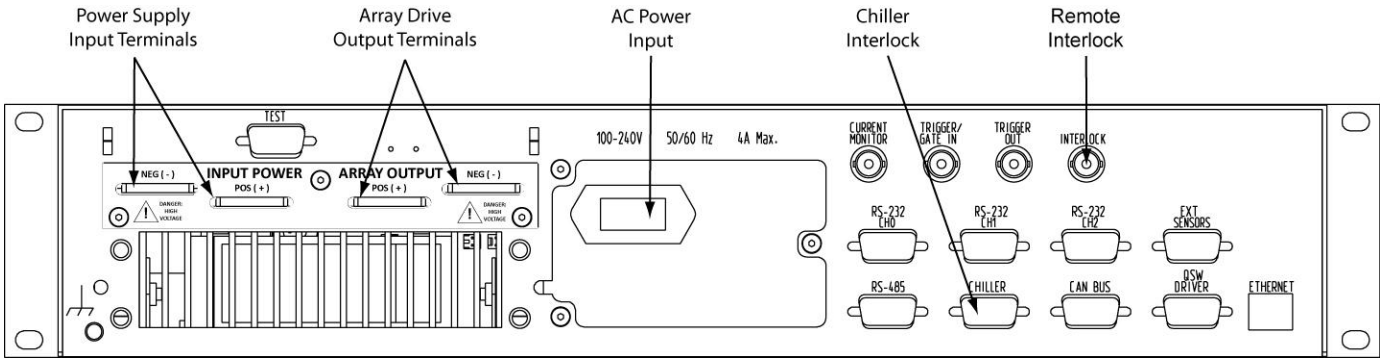 Power Supply
Input Terminals
Array Drive
Output Terminals
AC Power
Input
Chiller
Interlock
Remote
Interlock
TEST
100-240V 50/60 Hz 4A Max.
CURRENT
MONITOR
TRIGGER/
GATE IN
TRIGGER
OUT
INTERLOCK
INPUT POWER
ARRAY OUTPUT
NEG ( - )
POS ( + )
POS ( + )
NEG ( - )
DANGER:
HIGH
VOLTAGE
DANGER:
HIGH
VOLTAGE
RS-232
CH0
RS-232
CH1
RS-232
CH2
EXT
SENSORS
RS-485
CHILLER
CAN BUS
QSW
DRIVER
ETHERNET